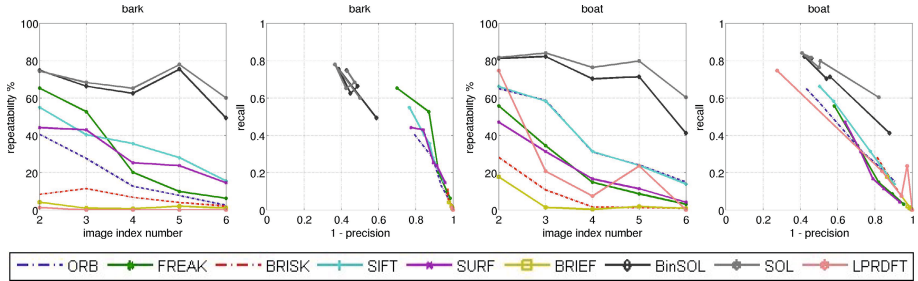 bark bark boat boat
100 1 100 1
80 0.8 80 0.8
60 0.6 60 0.6
40 0.4 40 0.4
20 0.2 20 0.2
0 0 0 0
repeatability % recall repeatability % recall
2 3 4 5 6 0 0.2 0.4 0.6 0.8 1 2 3 4 5 6 0 0.2 0.4 0.6 0.8 1
image index number 1 - precision image index number 1 - precision
ORB FREAK BRISK SIFT SURF BRIEF BinSOL SOL LPRDFT